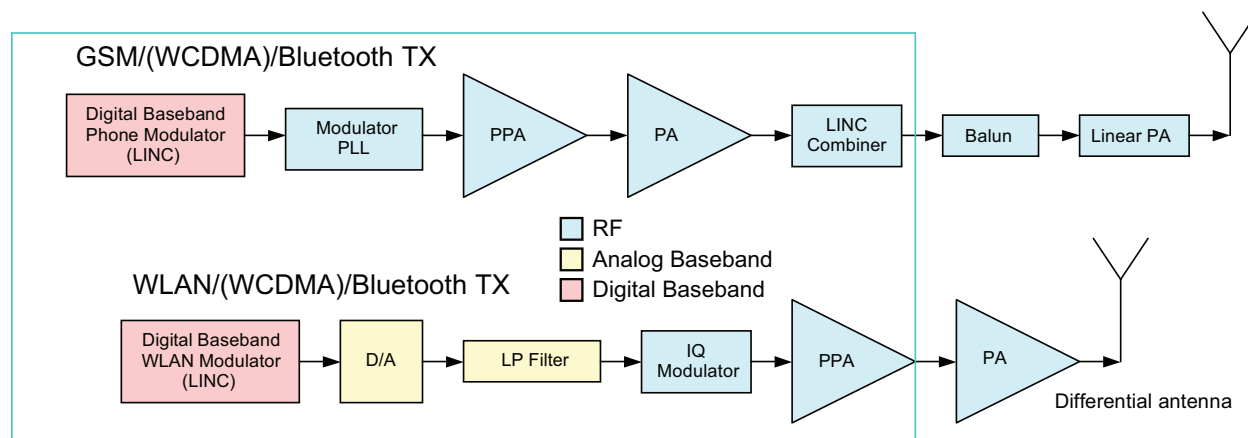 GSM/(WCDMA)/Bluetooth TX
Digital Baseband
Phone Modulator
(LINC)
Modulator
PLL
PPA
PA
LINC
Combiner
Balun
Linear PA
RF
Analog Baseband
Digital Baseband
WLAN/(WCDMA)/Bluetooth TX
Digital Baseband
WLAN Modulator
(LINC)
D/A
LP Filter
IQ
Modulator
PPA
PA
Differential antenna